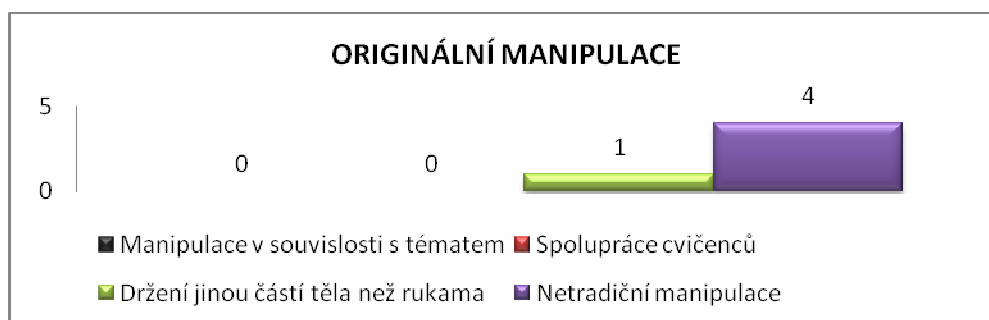 ORIGINÁLNÍ MANIPULACE
5
4
1
0
0
0
Manipulace v souvislosti s tématem
Spolupráce cvičenců
Držení jinou částí těla než rukama
Netradiční manipulace